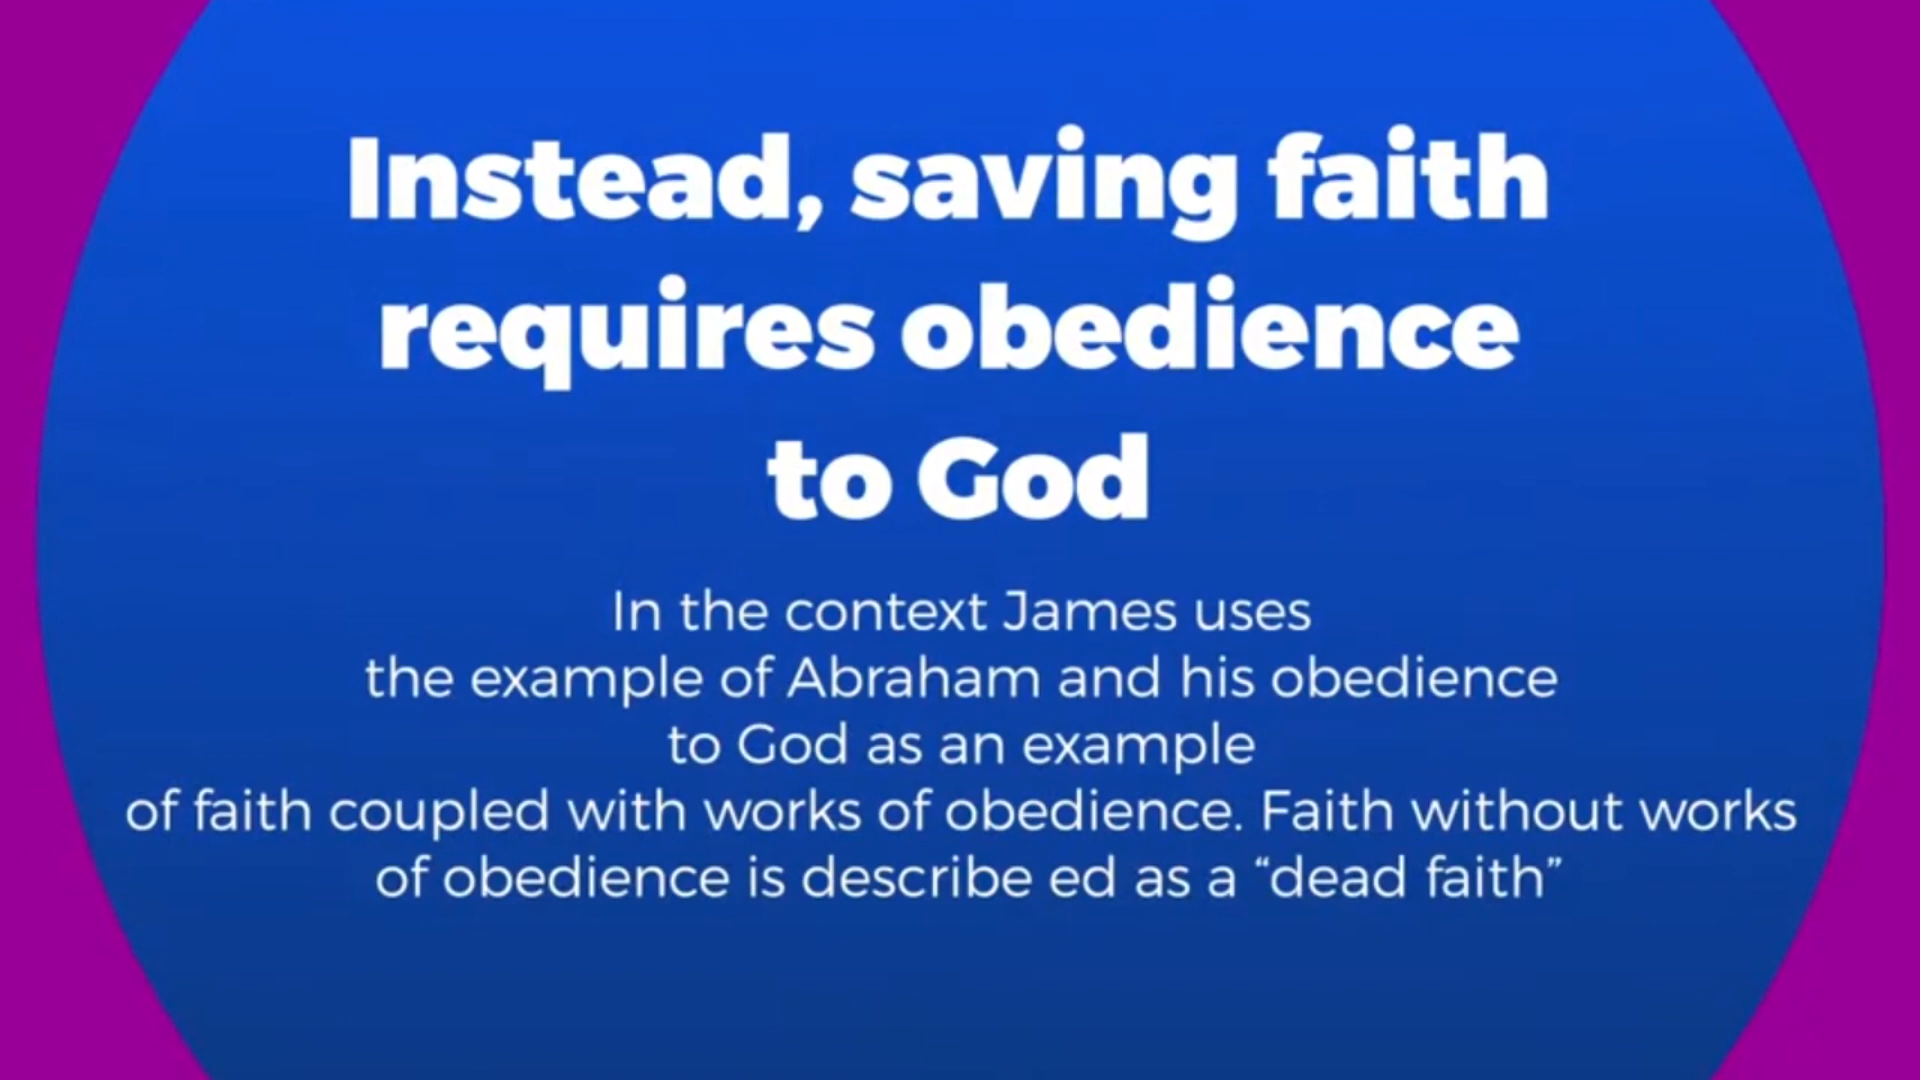 Instead, saving faith
requires obedience
to God
In the context James uses
the example of Abraham and his obedience
to God as an example
of faith coupled with works of obedience. Faith without works
of obedience is describe ed as a “dead faith”